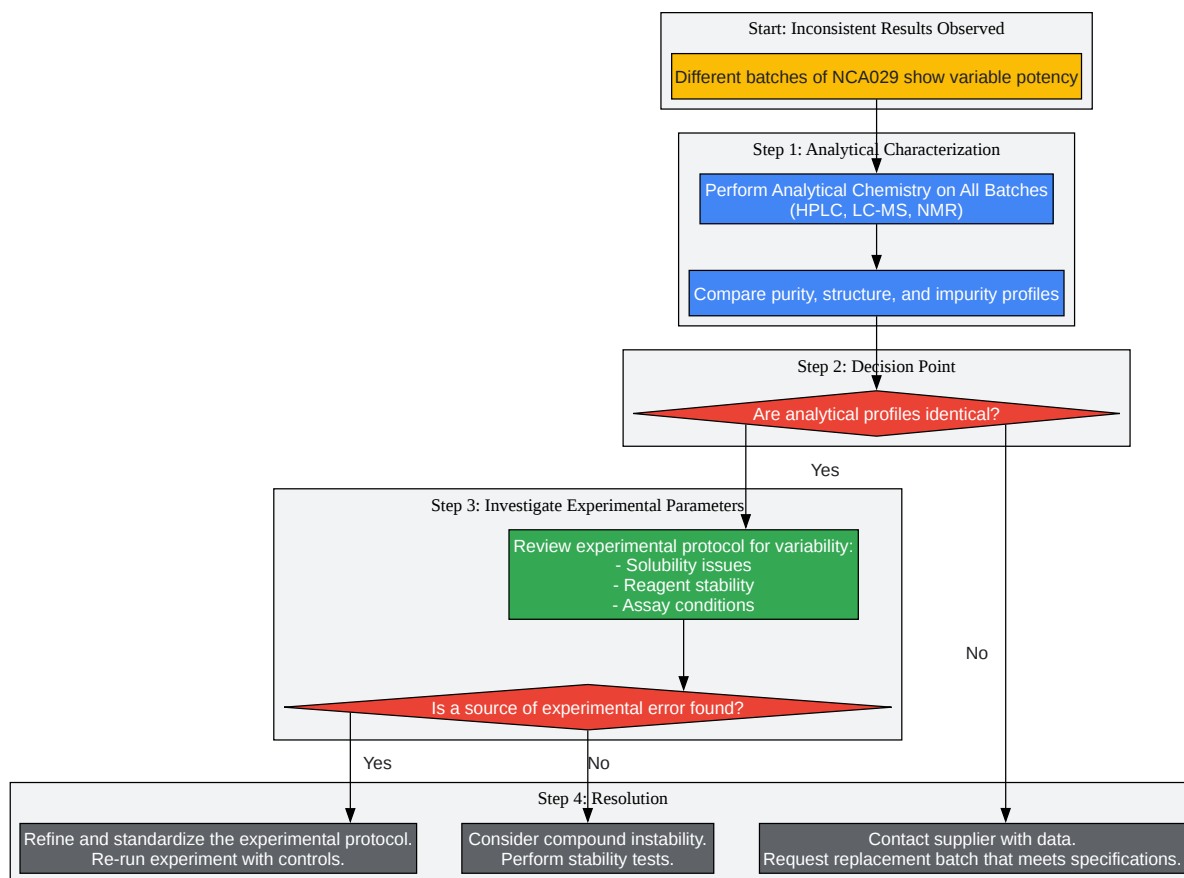 Start: Inconsistent Results Observed
Different batches of NCA029 show variable potency
Step 1: Analytical Characterization
Perform Analytical Chemistry on All Batches
(HPLC, LC-MS, NMR)
Compare purity, structure, and impurity profiles
Step 2: Decision Point
Are analytical profiles identical?
Yes
Step 3: Investigate Experimental Parameters
Review experimental protocol for variability:
- Solubility issues
- Reagent stability
- Assay conditions
No
Is a source of experimental error found?
Yes
No
Step 4: Resolution
Refine and standardize the experimental protocol.
Re-run experiment with controls.
Consider compound instability.
Perform stability tests.
Contact supplier with data.
Request replacement batch that meets specifications.